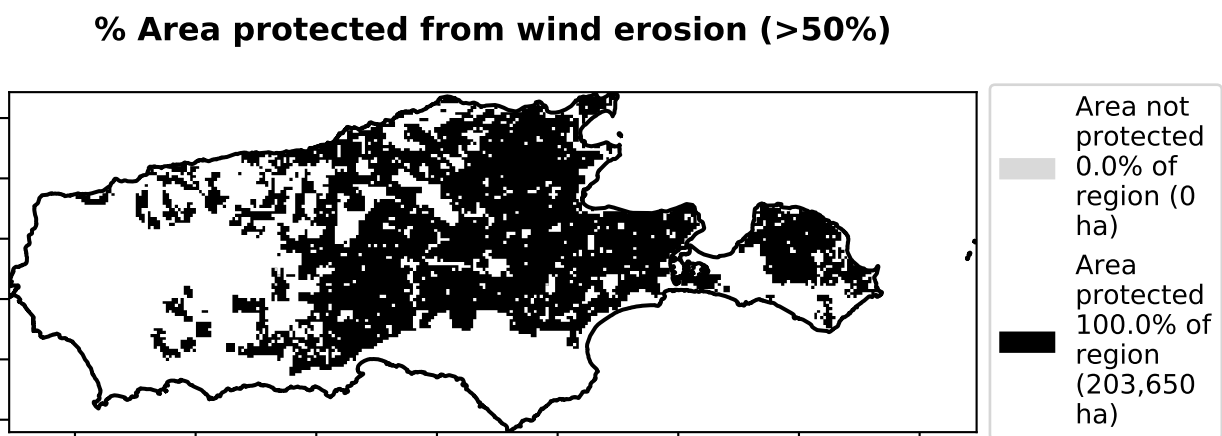 % Area protected from wind erosion (>50%)
Area not
protected
0.0% of
region (0
ha)
Area
protected
100.0% of
region
(203,650
ha)